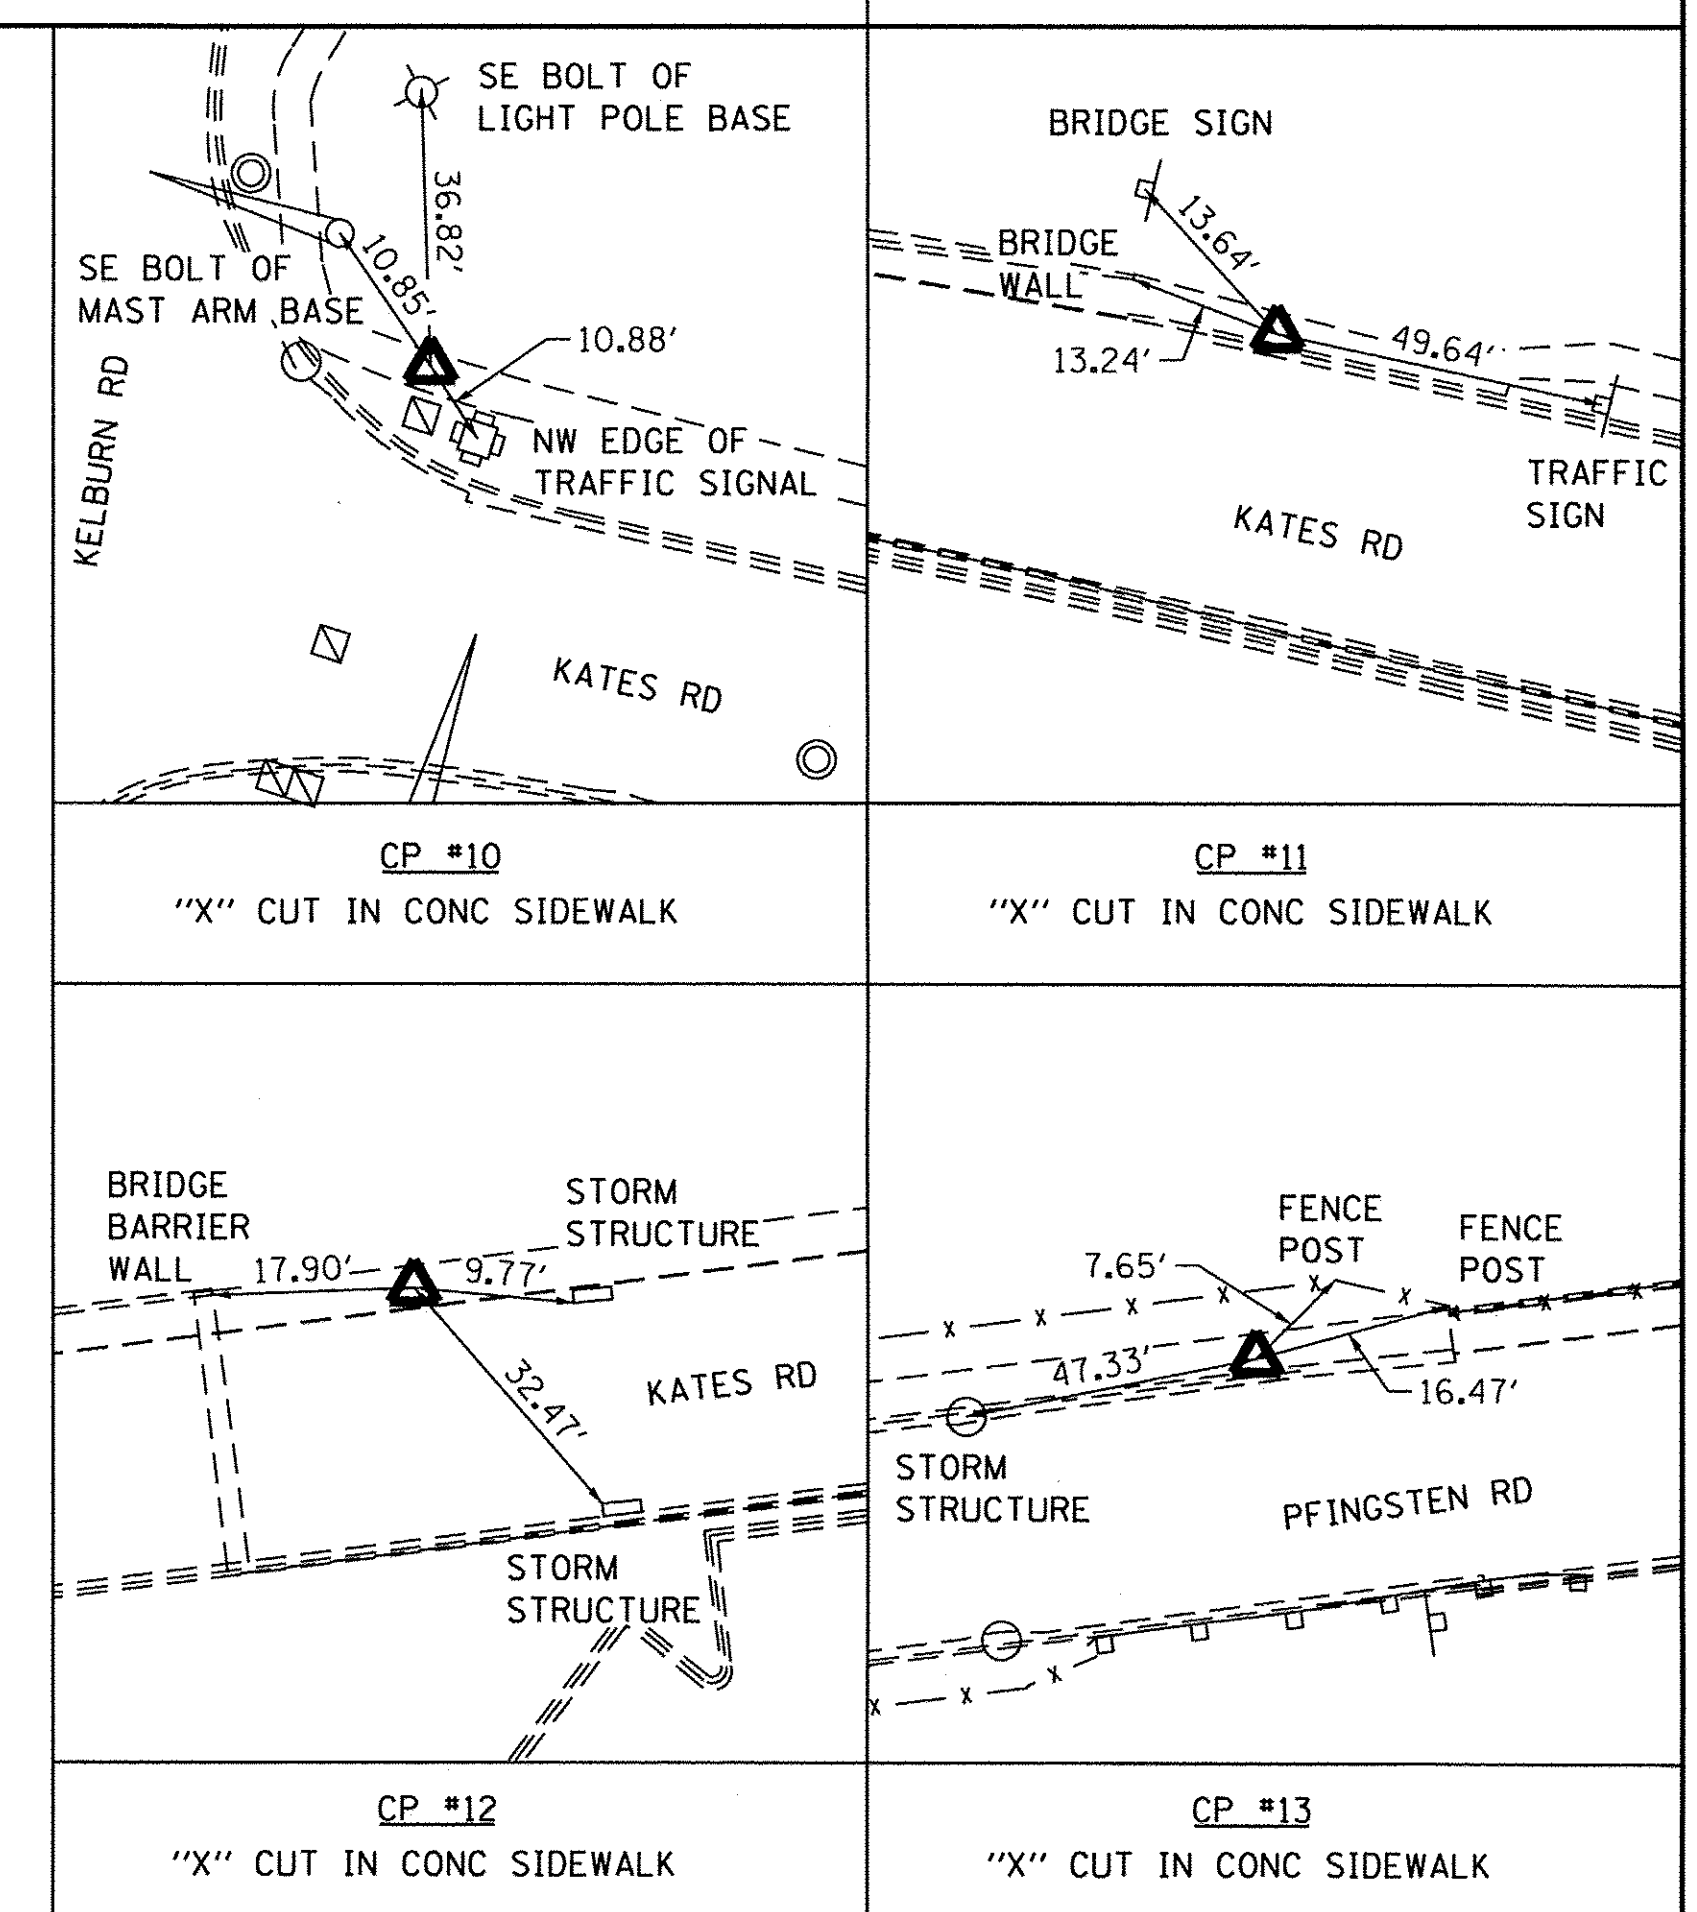 SE BOLT OF
LIGHT POLE BASE
36.82'
10.85'
SE BOLT OF
MAST ARM BASE
10.88'
KELBURN RD
NW EDGE OF
TRAFFIC SIGNAL
KATES RD
CP #10
"X" CUT IN CONC SIDEWALK
BRIDGE SIGN
13.64'
BRIDGE
WALL
13.24'
49.64'
TRAFFIC
SIGN
KATES RD
CP #11
"X" CUT IN CONC SIDEWALK
BRIDGE
BARRIER
WALL
17.90'
9.77'
STORM
STRUCTURE
32.47'
KATES RD
STORM
STRUCTURE
CP #12
"X" CUT IN CONC SIDEWALK
FENCE
POST
FENCE
POST
7.65'
47.33'
16.47'
STORM
STRUCTURE
PFINGSTEN RD
CP #13
"X" CUT IN CONC SIDEWALK